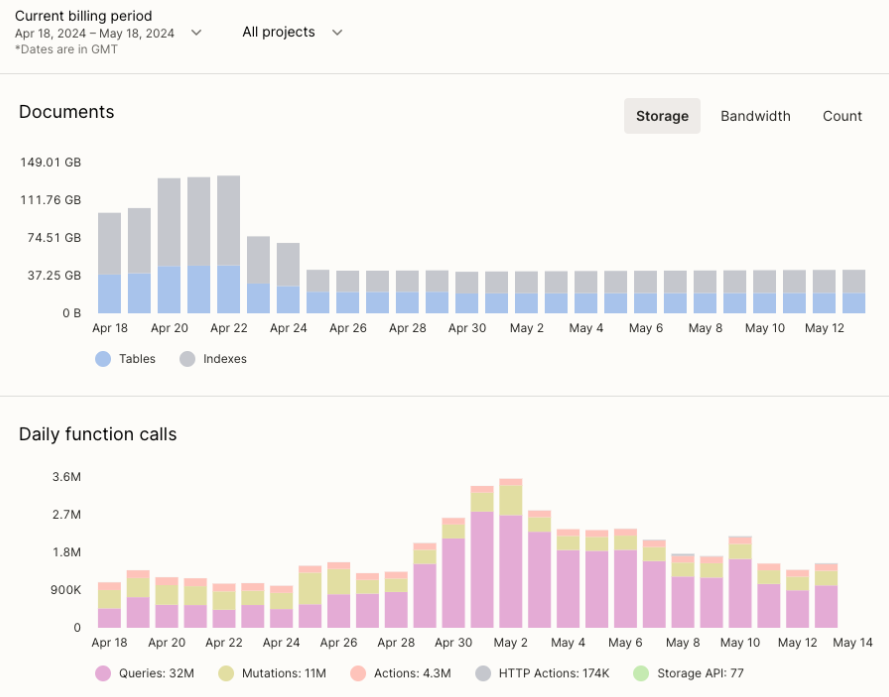 Current billing period
Apr 18, 2024 – May 18, 2024
All projects
*Dates are in GMT
Documents
Storage Bandwidth Count
149.01 GB
111.76 GB
74.51 GB
37.25 GB
0 B
Apr 18 Apr 20 Apr 22 Apr 24 Apr 26 Apr 28 Apr 30 May 2 May 4 May 6 May 8 May 10 May 12
Tables Indexes
Daily function calls
3.6M
2.7M
1.8M
900K
0
Apr 18 Apr 20 Apr 22 Apr 24 Apr 26 Apr 28 Apr 30 May 2 May 4 May 6 May 8 May 10 May 12 May 14
Queries: 32M Mutations: 11M Actions: 4.3M HTTP Actions: 174K Storage API: 77